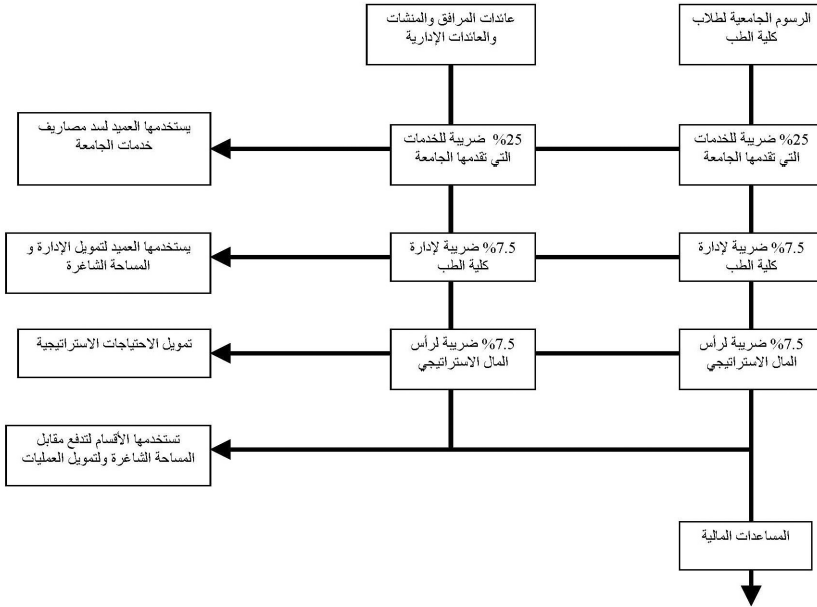 الرسوم الجامعية لطلاب
كلية الطب
عائدات المرافق والمنشات
والعائدات الإدارية
%25 ضريبة للخدمات
التي تقدمها الجامعة
%25 ضريبة للخدمات
التي تقدمها الجامعة
يستخدمها العميد لسد مصاريف
خدمات الجامعة
%7.5 ضريبة لإدارة
كلية الطب
%7.5 ضريبة لإدارة
كلية الطب
يستخدمها العميد لتمويل الإدارة و
المساحة الشاغرة
%7.5 ضريبة لرأس
المال الاستراتيجي
%7.5 ضريبة لرأس
المال الاستراتيجي
تمويل الاحتياجات الاستراتيجية
تستخدمها الأقسام لتدفع مقابل
المساحة الشاغرة ولتمويل العمليات
المساعدات المالية